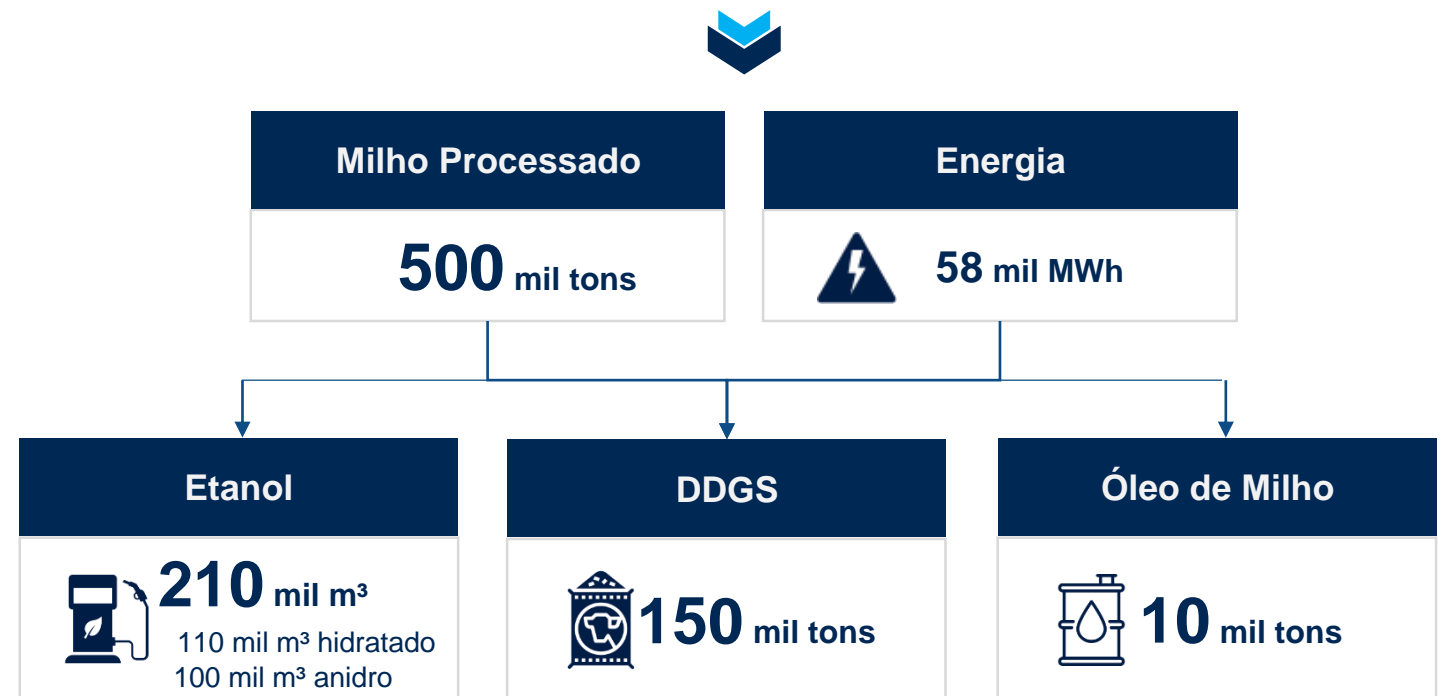 Milho Processado
500 mil tons
Energia
58 mil MWh
Etanol
210 mil m³
110 mil m³ hidratado
100 mil m³ anidro
DDGS
150 mil tons
Óleo de Milho
10 mil tons